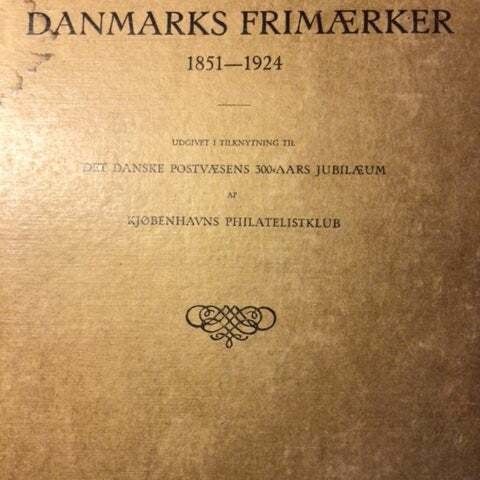 DANMARKS FRIMÆRKER
1851—1924
UDGIVET I TILKNYTNING TIL
DET DANSKE POSTVÆSENS 300-AARS JUBILÆUM
AF
KJØBENHAVNS PHILATELISTKLUB